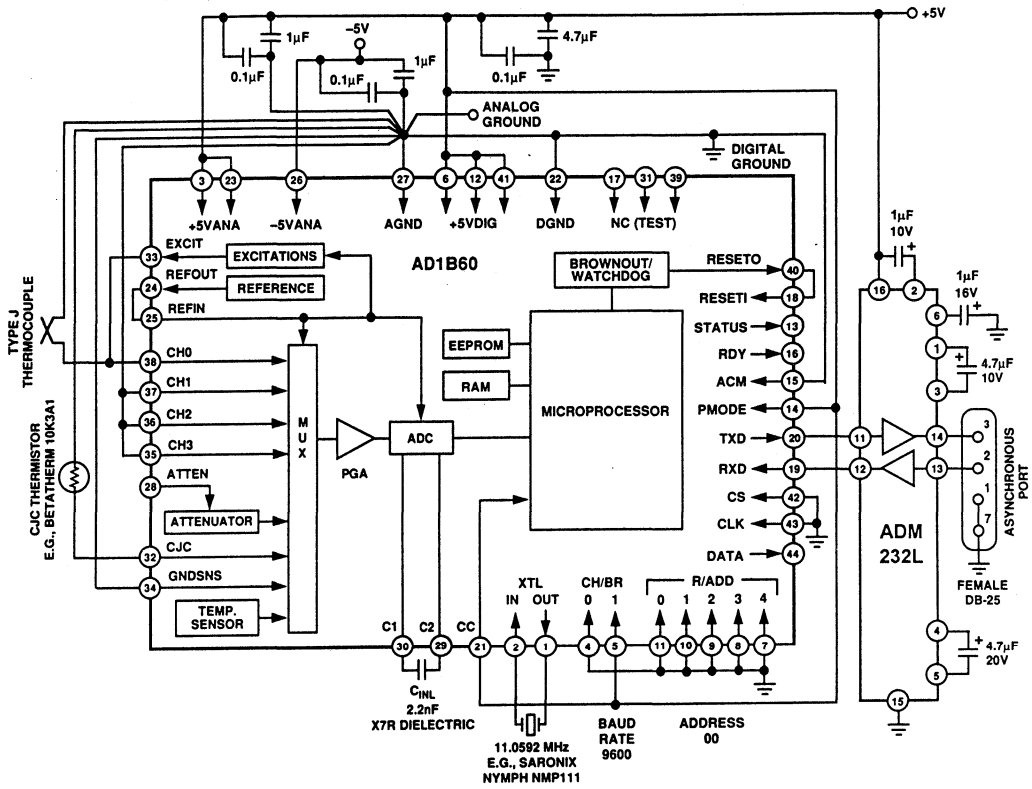 +5V
1μF
0.1μF
–5V
0.1μF
1μF
4.7μF
0.1μF
ANALOG
GROUND
DIGITAL
GROUND
3
23
26
27
6
12
41
22
17
31
39
+5VANA
–5VANA
AGND
+5VDIG
DGND
NC (TEST)
AD1B60
TYPE J
THERMOCOUPLE
CJC THERMISTOR
E.G., BETATHERM 10K3A1
33
EXCIT
24
REFOUT
25
REFIN
38
CH0
37
CH1
36
CH2
35
CH3
28
ATTEN
32
CJC
34
GNDSNS
EXCITATIONS
REFERENCE
ATTENUATOR
TEMP.
SENSOR
MUX
PGA
ADC
EEPROM
RAM
MICROPROCESSOR
BROWNOUT/
WATCHDOG
RESETO
40
RESETI
18
STATUS
13
RDY
16
ACM
15
PMODE
14
TXD
20
RXD
19
CS
42
CLK
43
DATA
44
C1
C2
CC
XTL
IN
OUT
CH/BR
0
1
R/ADD
0
1
2
3
4
30
29
21
2
1
4
5
11
10
9
8
7
CINL
2.2nF
X7R DIELECTRIC
11.0592 MHz
E.G., SARONIX
NYMPH NMP111
BAUD
RATE
9600
ADDRESS
00
1μF
10V
+
16
2
6
1μF
16V
+
1
3
+
4.7μF
10V
11
14
12
13
ADM
232L
3
2
1
7
ASYNCHRONOUS
PORT
FEMALE
DB-25
4
5
+
4.7μF
20V
15